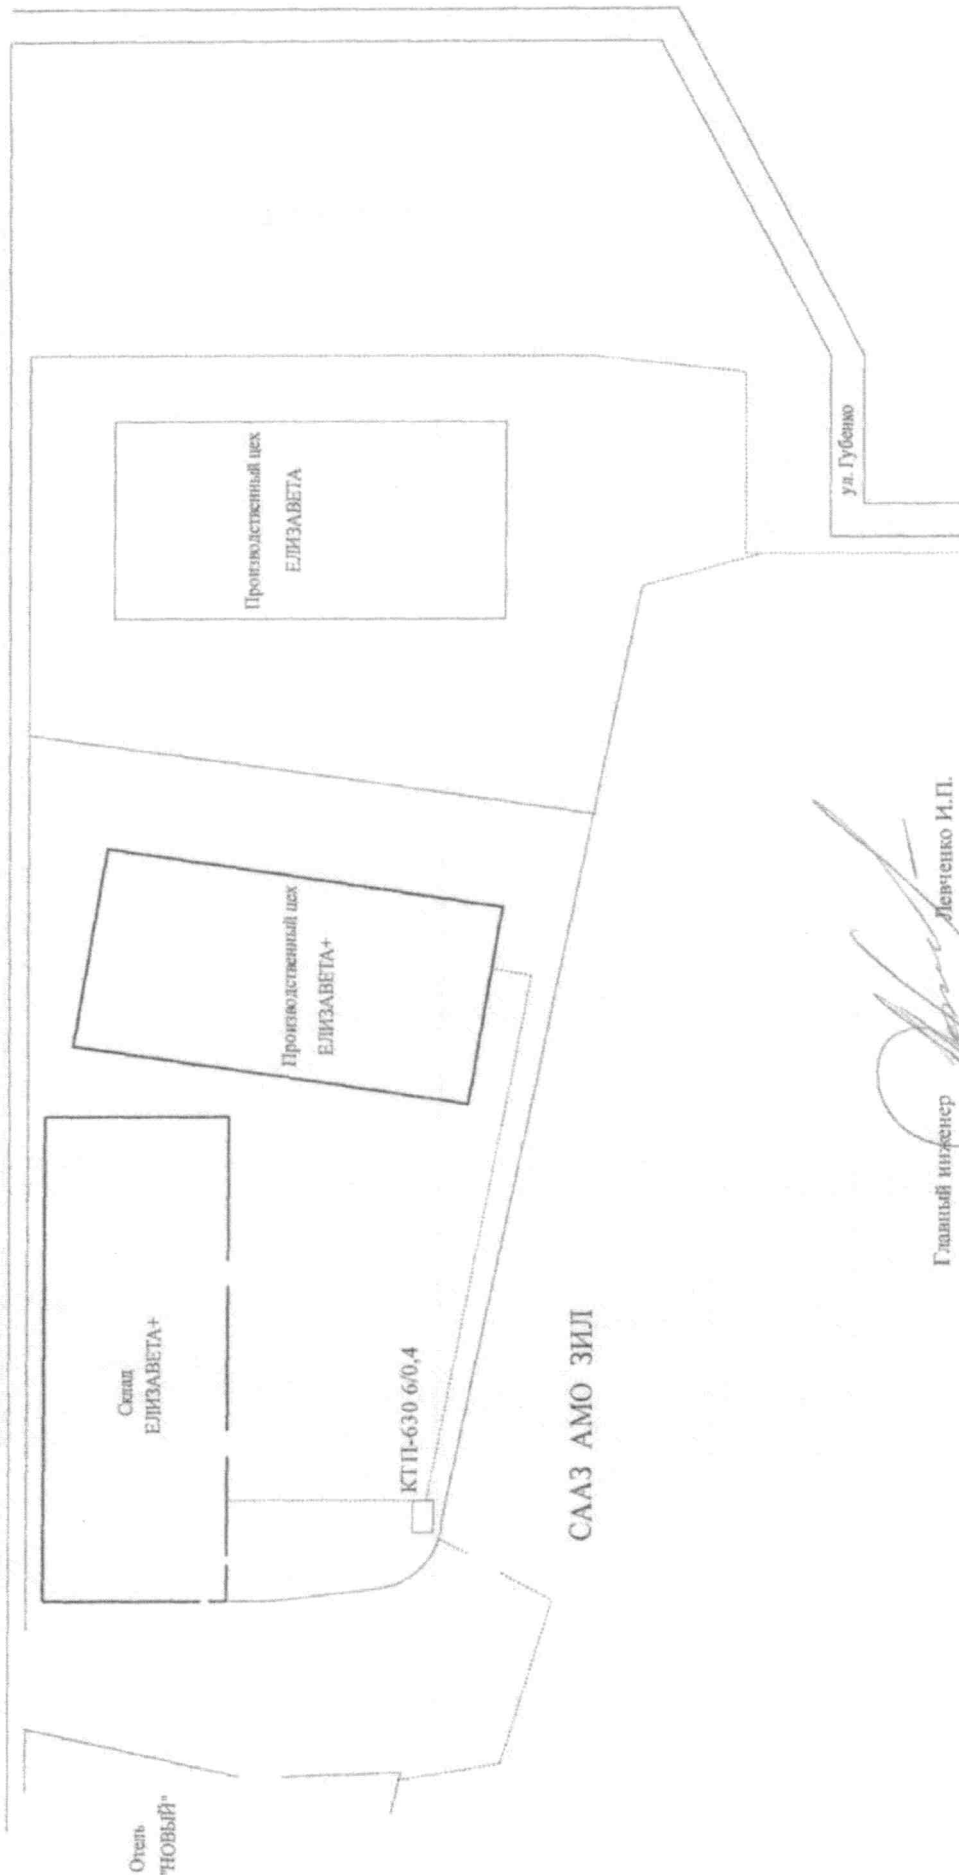 Отель
"НОВЫЙ"
Склад
ЕЛИЗАВЕТА+
Производственный цех
ЕЛИЗАВЕТА+
Производственный цех
ЕЛИЗАВЕТА
КТП-630 6/0,4
САAЗ АМО ЗИЛ
ул. Губенко
Главный инженер Левченко И.П.